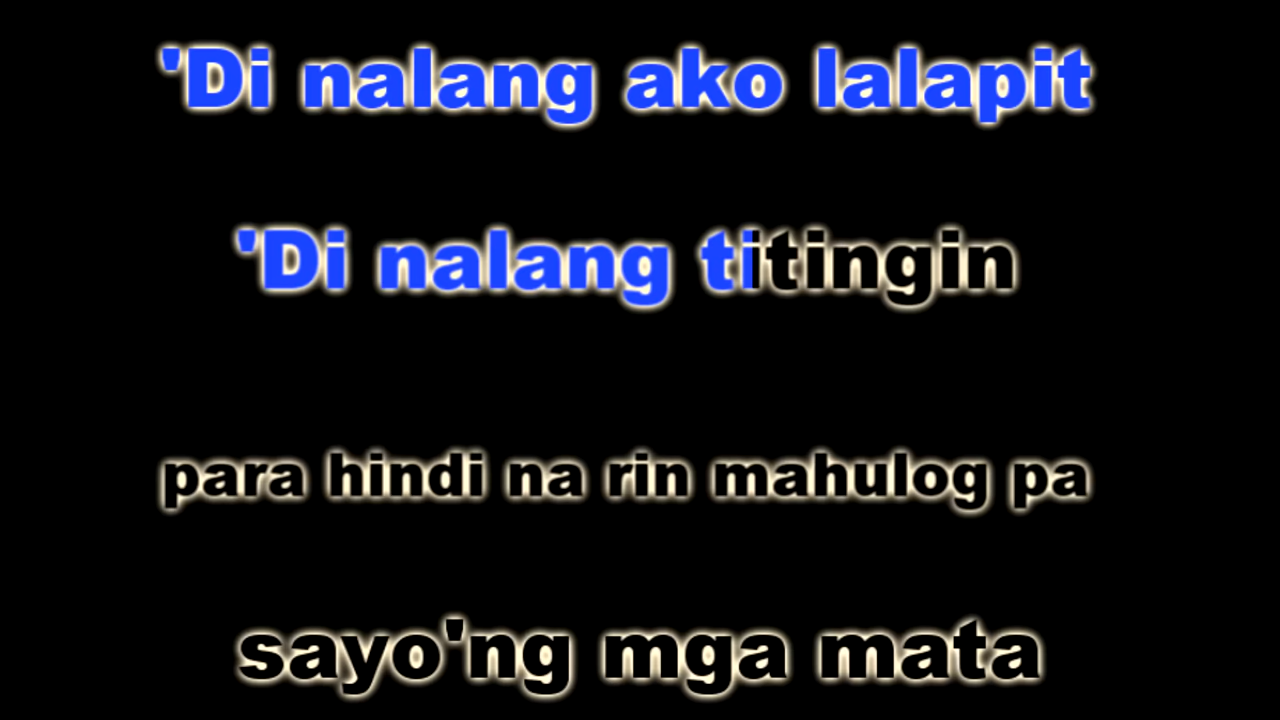 'Di nalang ako lalapit
'Di nalang titingin
para hindi na rin mahulog pa
sayo'ng mga mata